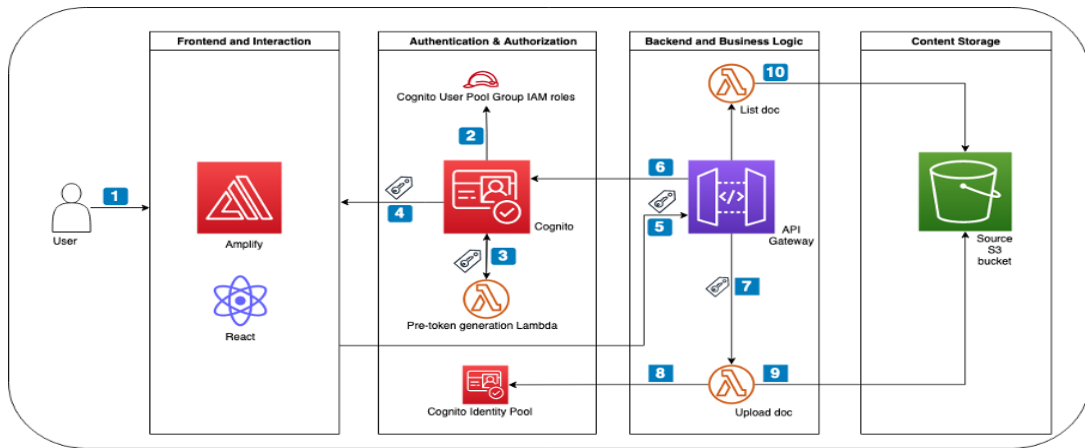 Frontend and Interaction
Authentication & Authorization
Backend and Business Logic
Content Storage
10
Cognito User Pool Group IAM roles
List doc
2
6
1
4
5
User
Amplify
Cognito
API
Gateway
Source
S3
bucket
3
7
React
Pre-token generation Lambda
8
9
Cognito Identity Pool
Upload doc